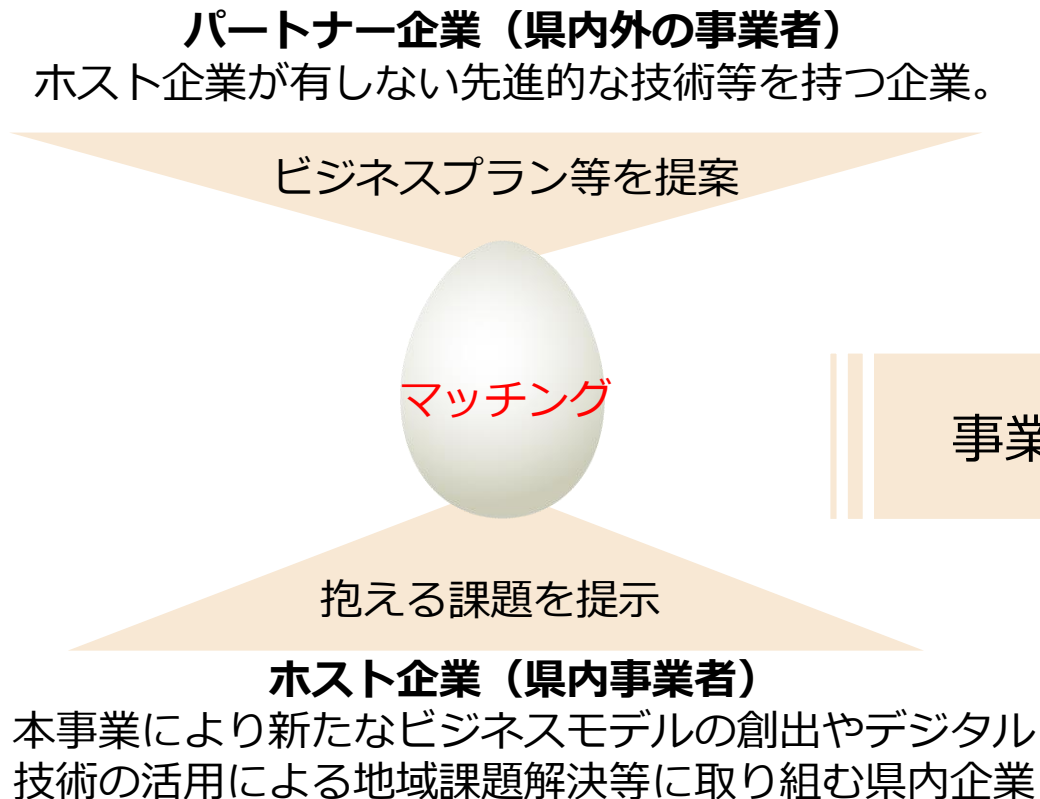 パートナー企業（県内外の事業者）
ホスト企業が有しない先進的な技術等を持つ企業。
ビジネスプラン等を提案
マッチング
事業
抱える課題を提示
ホスト企業（県内事業者）
本事業により新たなビジネスモデルの創出やデジタル
技術の活用による地域課題解決等に取り組む県内企業